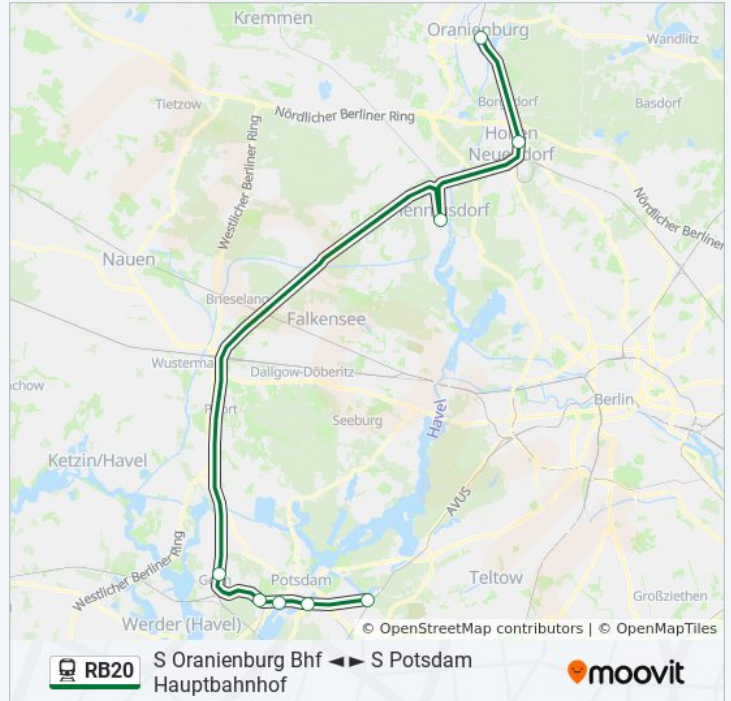 Kremmen
Oranienburg
Wandlitz
Tietzow
Borgsdorf
Basdorf
Nördlicher Berliner Ring
Hohen
Neuendorf
Westlicher Berliner Ring
Nördlicher Berliner
Nauen
Brieselang
Falkensee
Dallgow-Döberitz
Berlin
Havel
Seeburg
Ketzin/Havel
AVUS
Westlicher Berliner Ring
Potsdam
Teltow
Großziethen
Werder (Havel)
© OpenStreetMap contributors | © OpenMapTiles
RB20
S Oranienburg Bhf ◄ ► S Potsdam
Hauptbahnhof
moovit